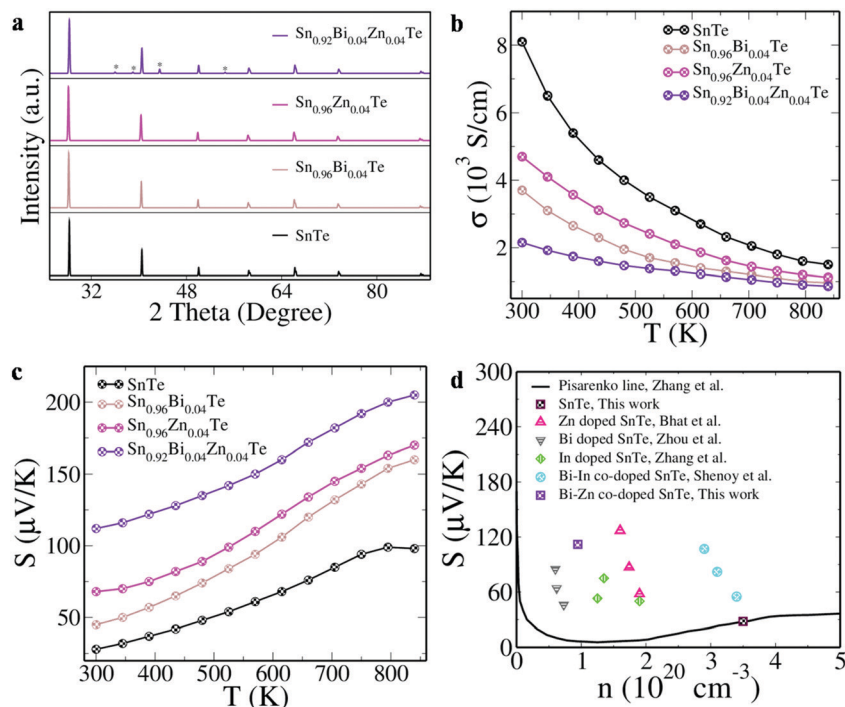 a
Sn0.92Bi0.04Zn0.04Te
* * * *
Sn0.96Zn0.04Te
Sn0.96Bi0.04Te
SnTe
Intensity (a.u.)
32 48 64 80
2 Theta (Degree)
b
SnTe
Sn0.96Bi0.04Te
Sn0.96Zn0.04Te
Sn0.92Bi0.04Zn0.04Te
σ (10³ S/cm)
8
6
4
2
300 400 500 600 700 800
T (K)
c
SnTe
Sn0.96Bi0.04Te
Sn0.96Zn0.04Te
Sn0.92Bi0.04Zn0.04Te
S (μV/K)
200
150
100
50
300 400 500 600 700 800
T (K)
d
Pisarenko line, Zhang et al.
SnTe, This work
Zn doped SnTe, Bhat et al.
Bi doped SnTe, Zhou et al.
In doped SnTe, Zhang et al.
Bi-In co-doped SnTe, Shenoy et al.
Bi-Zn co-doped SnTe, This work
S (μV/K)
300
240
180
120
60
0
0 1 2 3 4 5
n (10²⁰ cm⁻³)